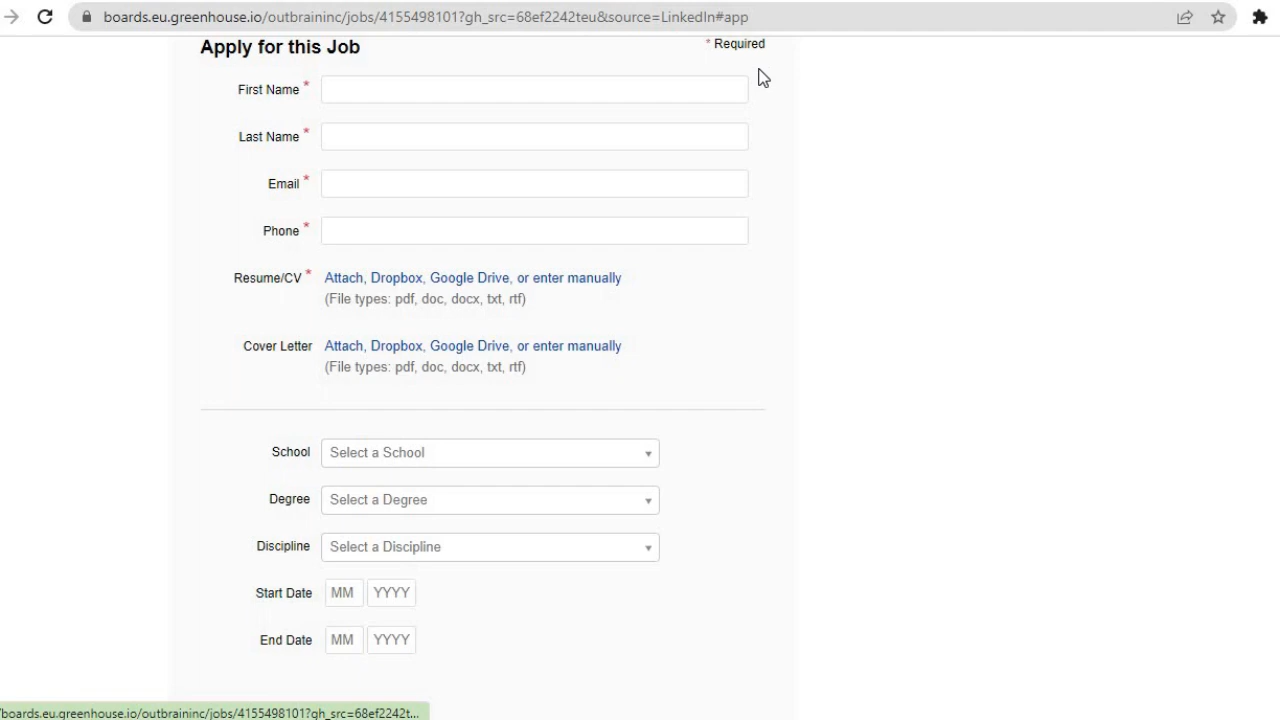 boards.eu.greenhouse.io/outbraininc/jobs/4155498101?gh_src=68ef2242teu&source=LinkedIn#app
Apply for this Job
* Required
First Name *
Last Name *
Email *
Phone *
Resume/CV * Attach, Dropbox, Google Drive, or enter manually
(File types: pdf, doc, docx, txt, rtf)
Cover Letter Attach, Dropbox, Google Drive, or enter manually
(File types: pdf, doc, docx, txt, rtf)
School Select a School
Degree Select a Degree
Discipline Select a Discipline
Start Date MM YYYY
End Date MM YYYY
/boards.eu.greenhouse.io/outbraininc/jobs/4155498101?gh_src=68ef2242t...